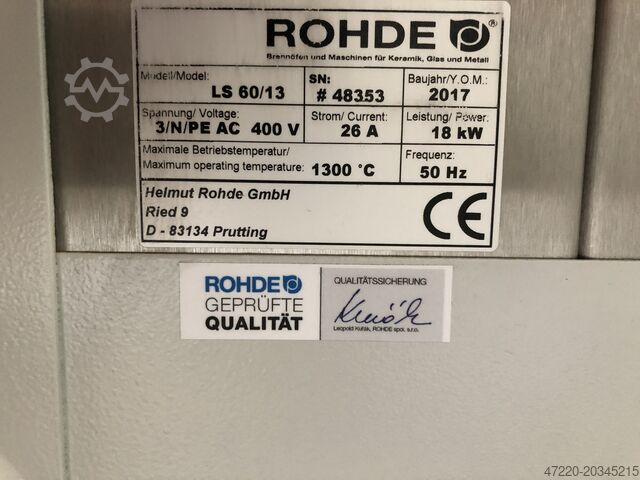 ROHDE ®
Brennöfen und Maschinen für Keramik, Glas und Metall
Modell/Model: LS 60/13
SN: # 48353
Baujahr/Y.O.M.: 2017
Spannung/ Voltage: 3/N/PE AC 400 V
Strom/ Current: 26 A
Leistung/ Power: 18 kW
Maximale Betriebstemperatur/
Maximum operating temperature: 1300 °C
Frequenz: 50 Hz
Helmut Rohde GmbH
Ried 9
D - 83134 Prutting
CE
ROHDE
GEPRÜFTE
QUALITÄT
QUALITÄTSSICHERUNG
Leopold Kuřák, ROHDE spol. s.r.o.
47220-20345215